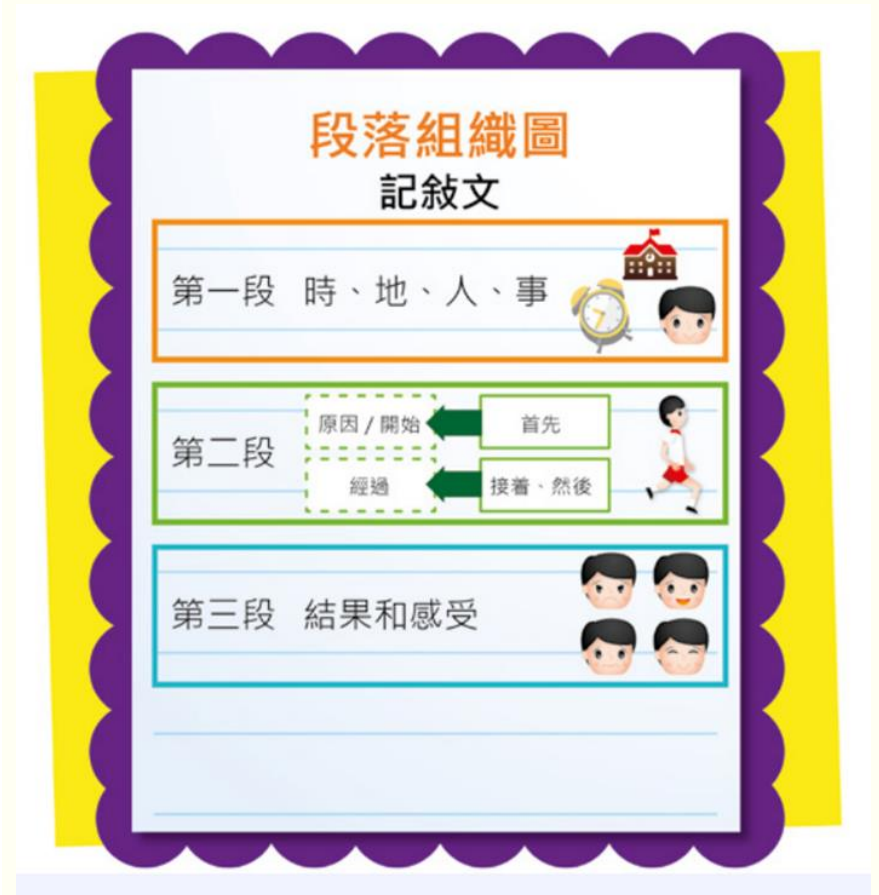 段落組織圖
記敍文
第一段 時、地、人、事
第二段
原因 / 開始 首先
經過 接着、然後
第三段 結果和感受